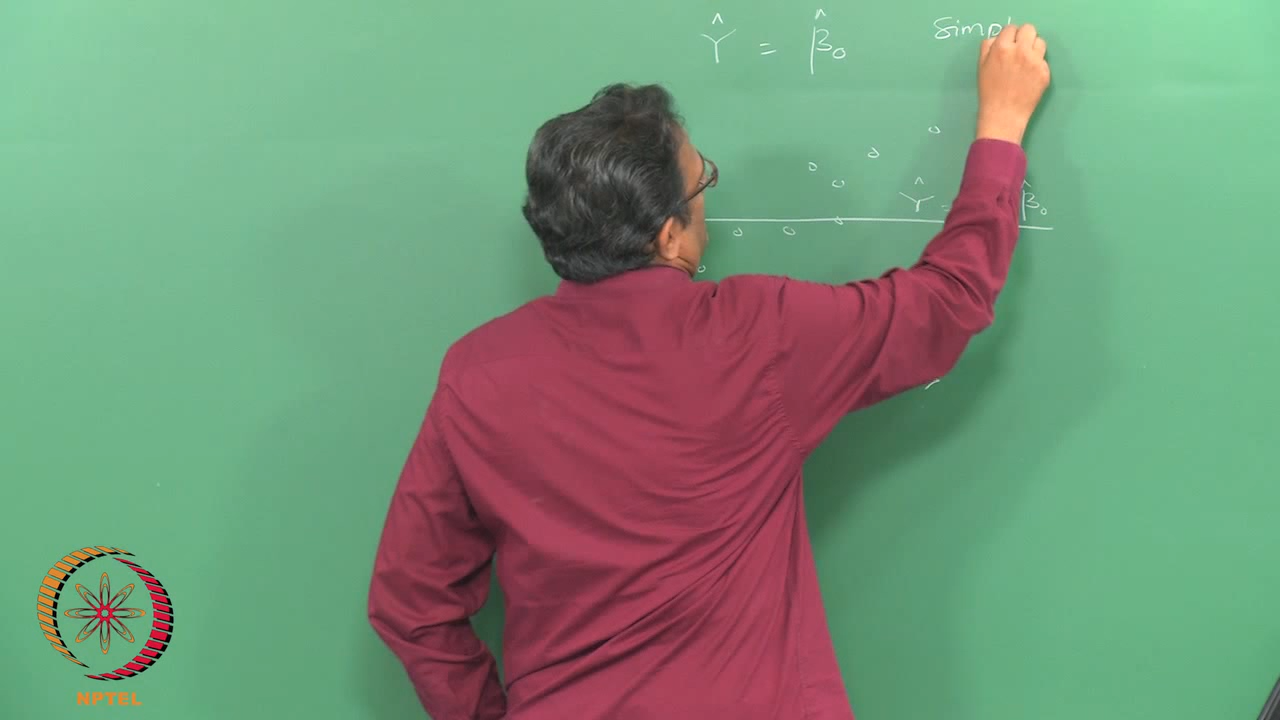 Ŷ = β̂₀ Simpl
Ŷ = β̂₀
NPTEL